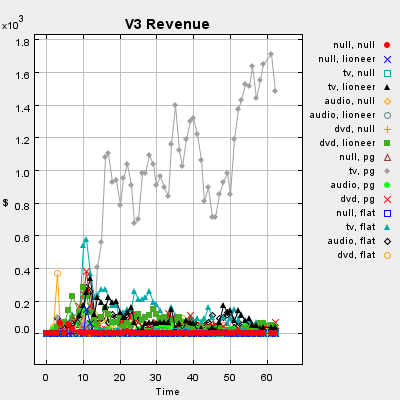 V3 Revenue
×10³
1.8
1.6
1.4
1.2
1.0
0.8
0.6
0.4
0.2
0.0
$
0 10 20 30 40 50 60
Time
null, null
null, lioneer
tv, null
tv, lioneer
audio, null
audio, lioneer
dvd, null
dvd, lioneer
null, pg
tv, pg
audio, pg
dvd, pg
null, flat
tv, flat
audio, flat
dvd, flat